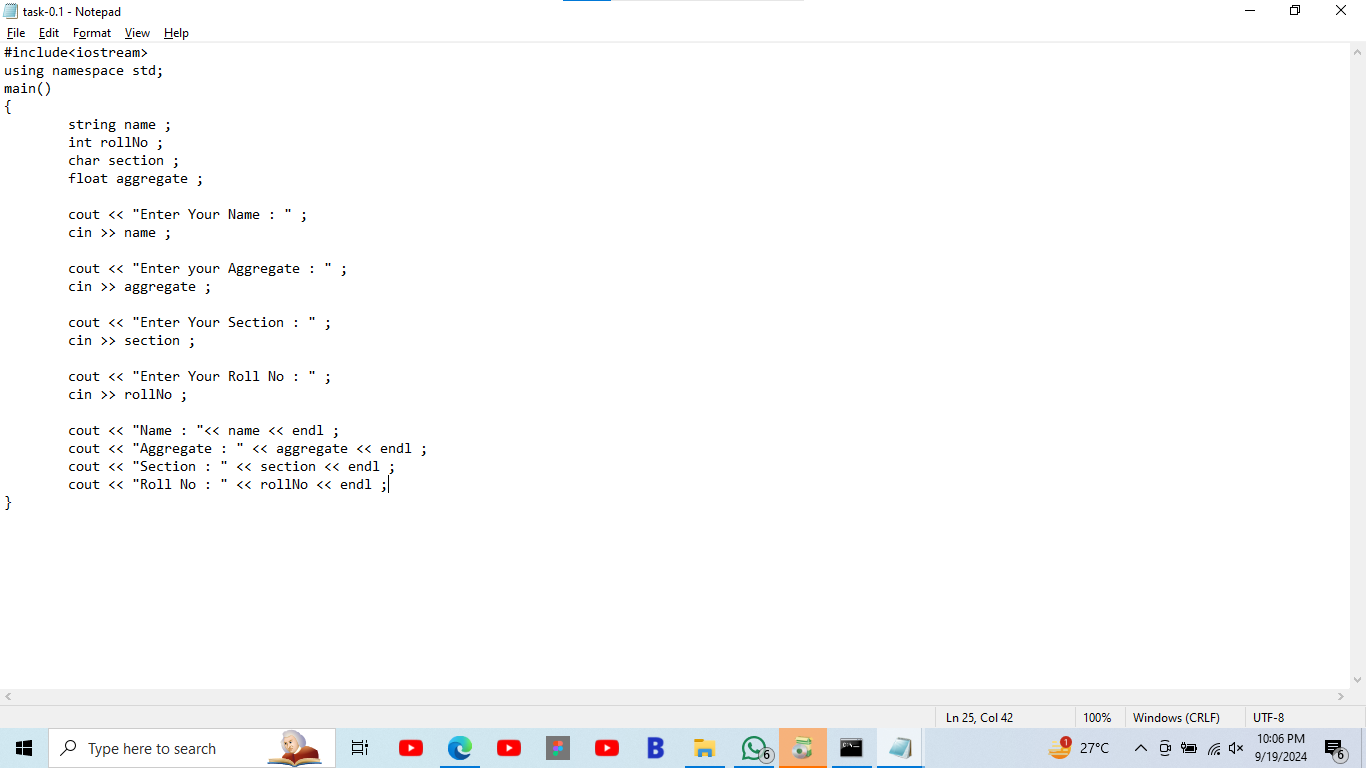 task-0.1 - Notepad
File Edit Format View Help
#include<iostream>
using namespace std;
main()
{
        string name ;
        int rollNo ;
        char section ;
        float aggregate ;

        cout << "Enter Your Name : " ;
        cin >> name ;

        cout << "Enter your Aggregate : " ;
        cin >> aggregate ;

        cout << "Enter Your Section : " ;
        cin >> section ;

        cout << "Enter Your Roll No : " ;
        cin >> rollNo ;

        cout << "Name : "<< name << endl ;
        cout << "Aggregate : " << aggregate << endl ;
        cout << "Section : " << section << endl ;
        cout << "Roll No : " << rollNo << endl ;
}
Ln 25, Col 42 100% Windows (CRLF) UTF-8
Type here to search B 6 1 27°C 10:06 PM 6
9/19/2024